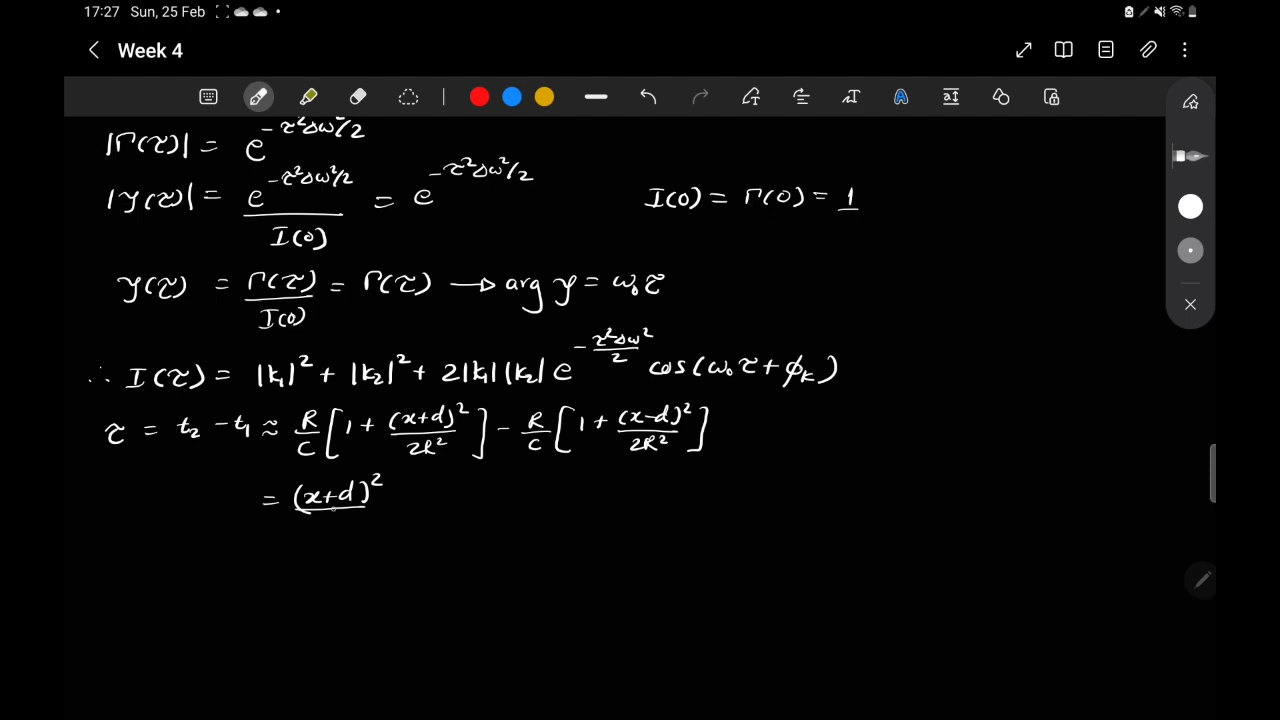 17:27 Sun, 25 Feb
Week 4
|Γ(τ)| = e^{-τ²Δω²/2}
|γ(τ)| = e^{-τ²Δω²/2} / I(0) = e^{-τ²Δω²/2} I(0) = Γ(0) = 1
γ(τ) = Γ(τ) / I(0) = Γ(τ) → arg γ = ω₀τ
∴ I(τ) = |k₁|² + |k₂|² + 2|k₁||k₂| e^{-τ²Δω²/2} cos(ω₀τ + ϕ_k)
τ = t₂ - t₁ ≈ R/C [1 + (x+d)²/2R²] - R/C [1 + (x-d)²/2R²]
= (x+d)²